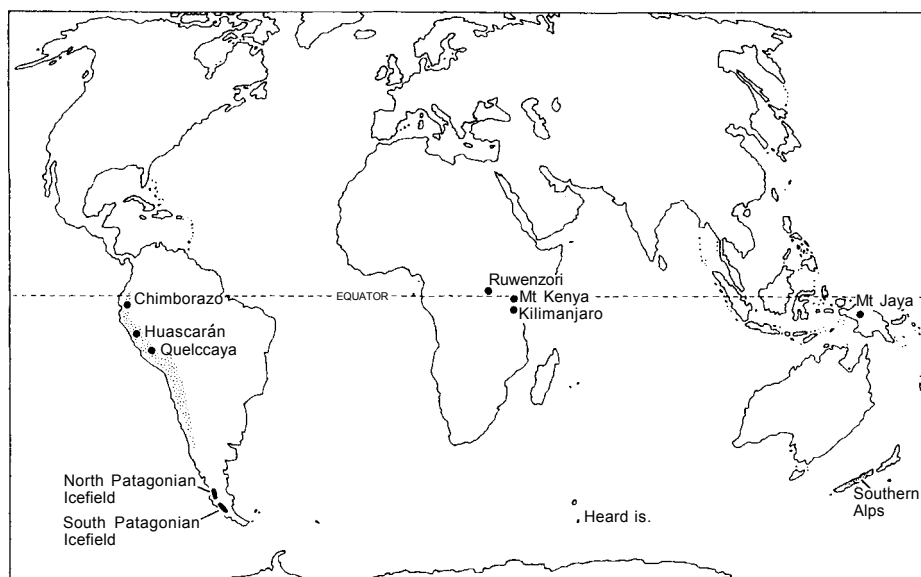 Ruwenzori
EQUATOR
Mt Kenya
Mt Jaya
Chimborazo
Kilimanjaro
Huascarán
Quelccaya
North Patagonian
Icefield
South Patagonian
Icefield
Heard is.
Southern
Alps